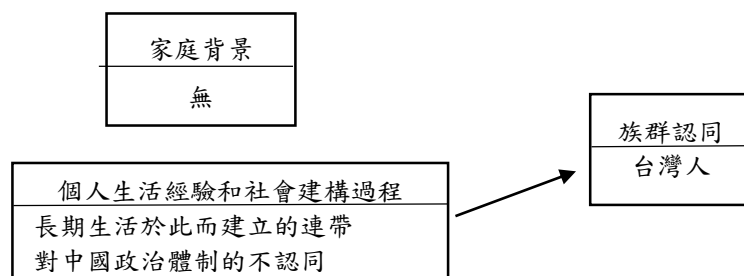 家庭背景
無
族群認同
台灣人
個人生活經驗和社會建構過程
長期生活於此而建立的連帶
對中國政治體制的不認同